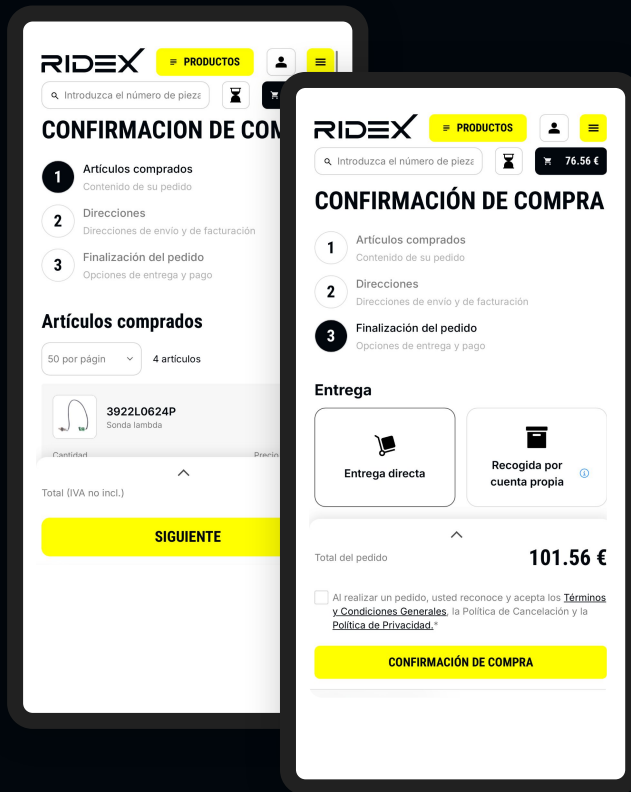 RIDEX
PRODUCTOS
Introduzca el número de pieza
CONFIRMACION DE COM
1
Artículos comprados
Contenido de su pedido
2
Direcciones
Direcciones de envío y de facturación
3
Finalización del pedido
Opciones de entrega y pago
Artículos comprados
50 por págin
4 artículos
3922L0624P
Sonda lambda
Cantidad
Precio
Total (IVA no incl.)
SIGUIENTE
RIDEX
PRODUCTOS
Introduzca el número de pieza
76.56 €
CONFIRMACIÓN DE COMPRA
1
Artículos comprados
Contenido de su pedido
2
Direcciones
Direcciones de envío y de facturación
3
Finalización del pedido
Opciones de entrega y pago
Entrega
Entrega directa
Recogida por
cuenta propia
Total del pedido
101.56 €
Al realizar un pedido, usted reconoce y acepta los Términos
y Condiciones Generales, la Política de Cancelación y la
Política de Privacidad.*
CONFIRMACIÓN DE COMPRA